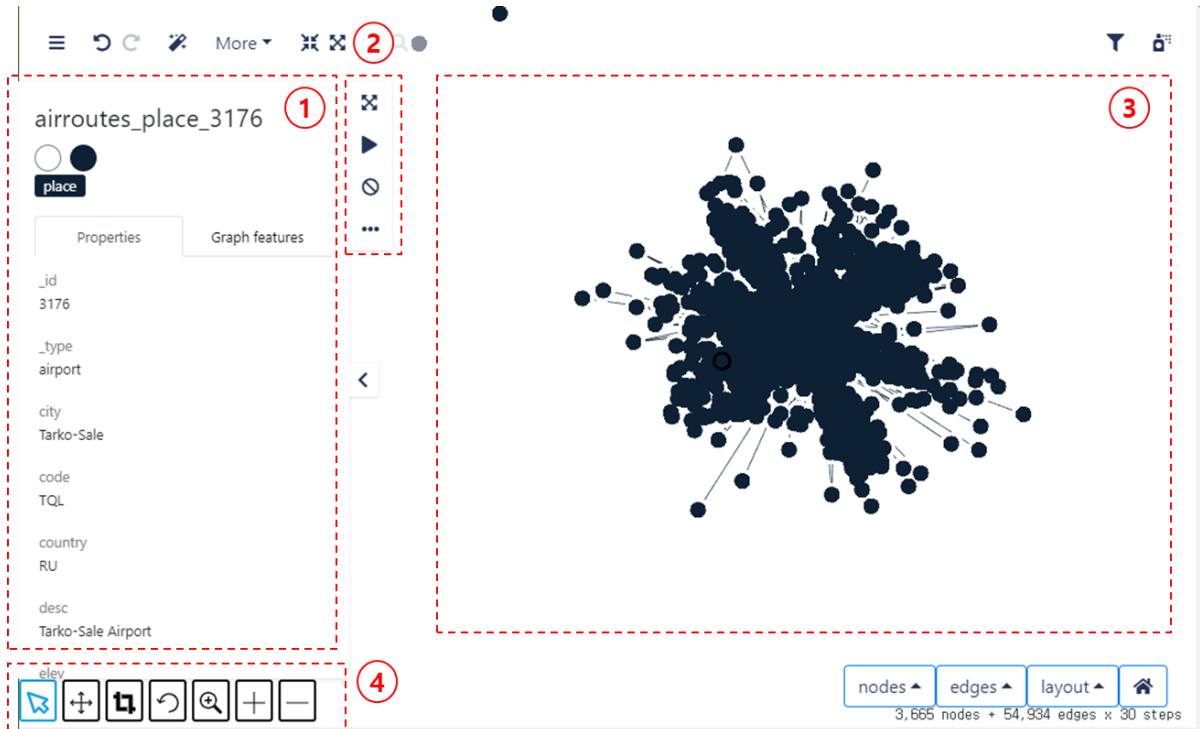 More
2
1
3
airroutes_place_3176
place
Properties
Graph features
_id
3176
_type
airport
city
Tarko-Sale
code
TQL
country
RU
desc
Tarko-Sale Airport
elev
4
nodes
edges
layout
3,665 nodes + 54,934 edges x 30 steps